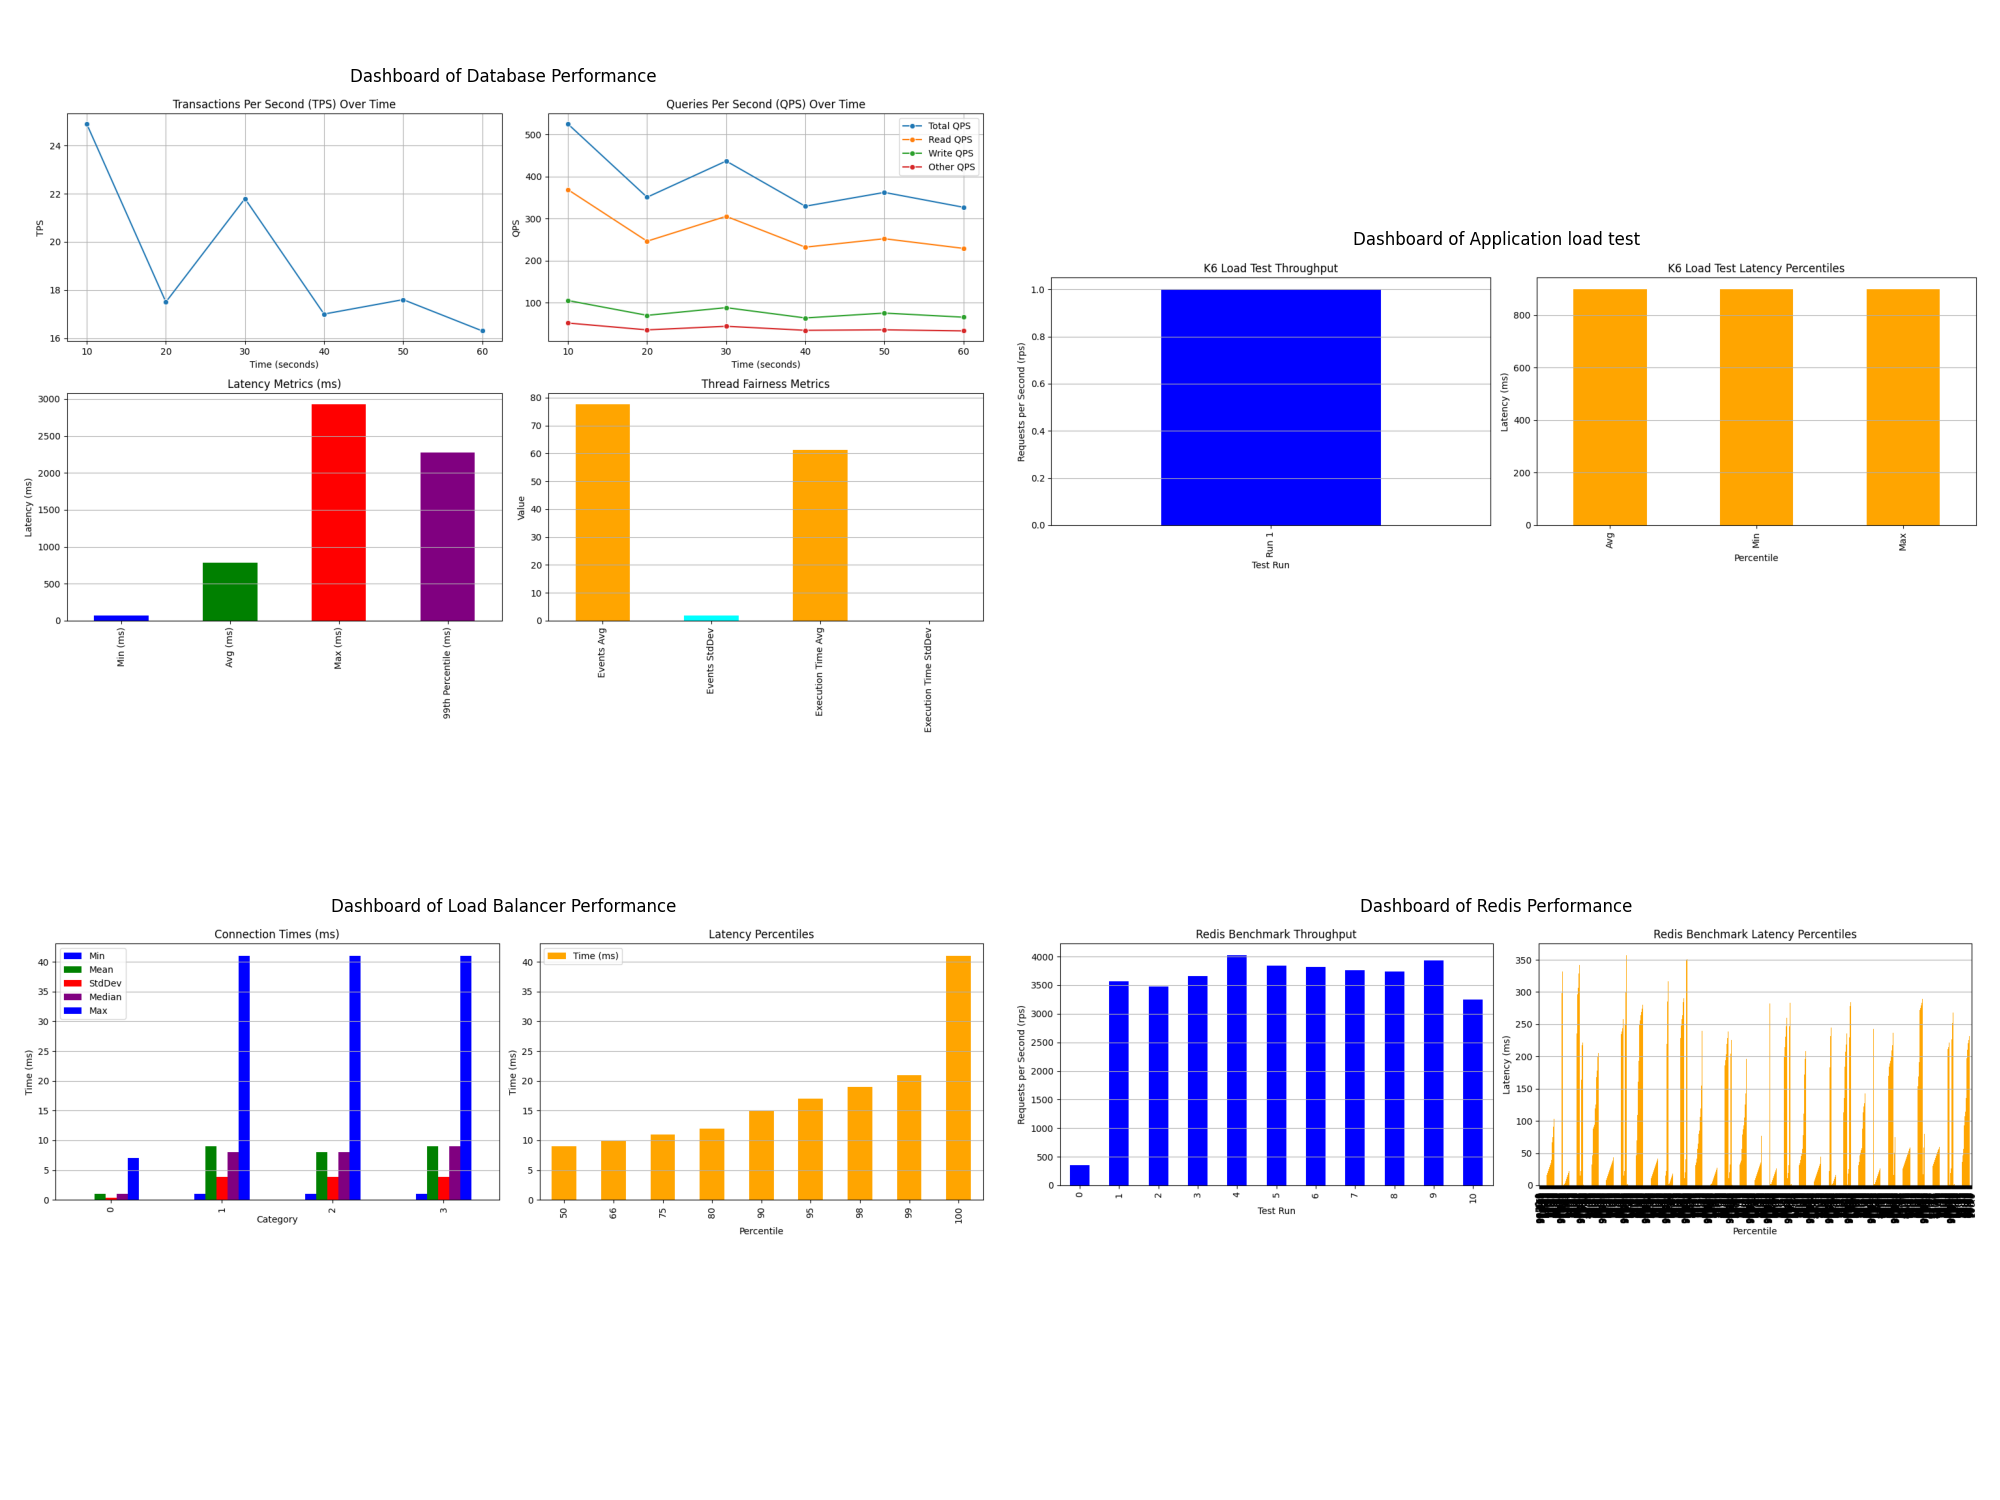 Dashboard of Database Performance
Transactions Per Second (TPS) Over Time
TPS
24
22
20
18
16
10 20 30 40 50 60
Time (seconds)
Queries Per Second (QPS) Over Time
QPS
500
400
300
200
100
Total QPS
Read QPS
Write QPS
Other QPS
10 20 30 40 50 60
Time (seconds)
Latency Metrics (ms)
Latency (ms)
3000
2500
2000
1500
1000
500
0
Min (ms)
Avg (ms)
Max (ms)
99th Percentile (ms)
Thread Fairness Metrics
Value
80
70
60
50
40
30
20
10
0
Events Avg
Events StdDev
Execution Time Avg
Execution Time StdDev
Dashboard of Application load test
K6 Load Test Throughput
Requests per Second (rps)
1.0
0.8
0.6
0.4
0.2
0.0
Run 1
Test Run
K6 Load Test Latency Percentiles
Latency (ms)
800
600
400
200
0
Avg
Min
Max
Percentile
Dashboard of Load Balancer Performance
Connection Times (ms)
Time (ms)
40
35
30
25
20
15
10
5
0
Min
Mean
StdDev
Median
Max
0 1 2 3
Category
Latency Percentiles
Time (ms)
40
35
30
25
20
15
10
5
0
Time (ms)
50 66 75 80 90 95 98 99 100
Percentile
Dashboard of Redis Performance
Redis Benchmark Throughput
Requests per Second (rps)
4000
3500
3000
2500
2000
1500
1000
500
0
0 1 2 3 4 5 6 7 8 9 10
Test Run
Redis Benchmark Latency Percentiles
Latency (ms)
350
300
250
200
150
100
50
0
Percentile